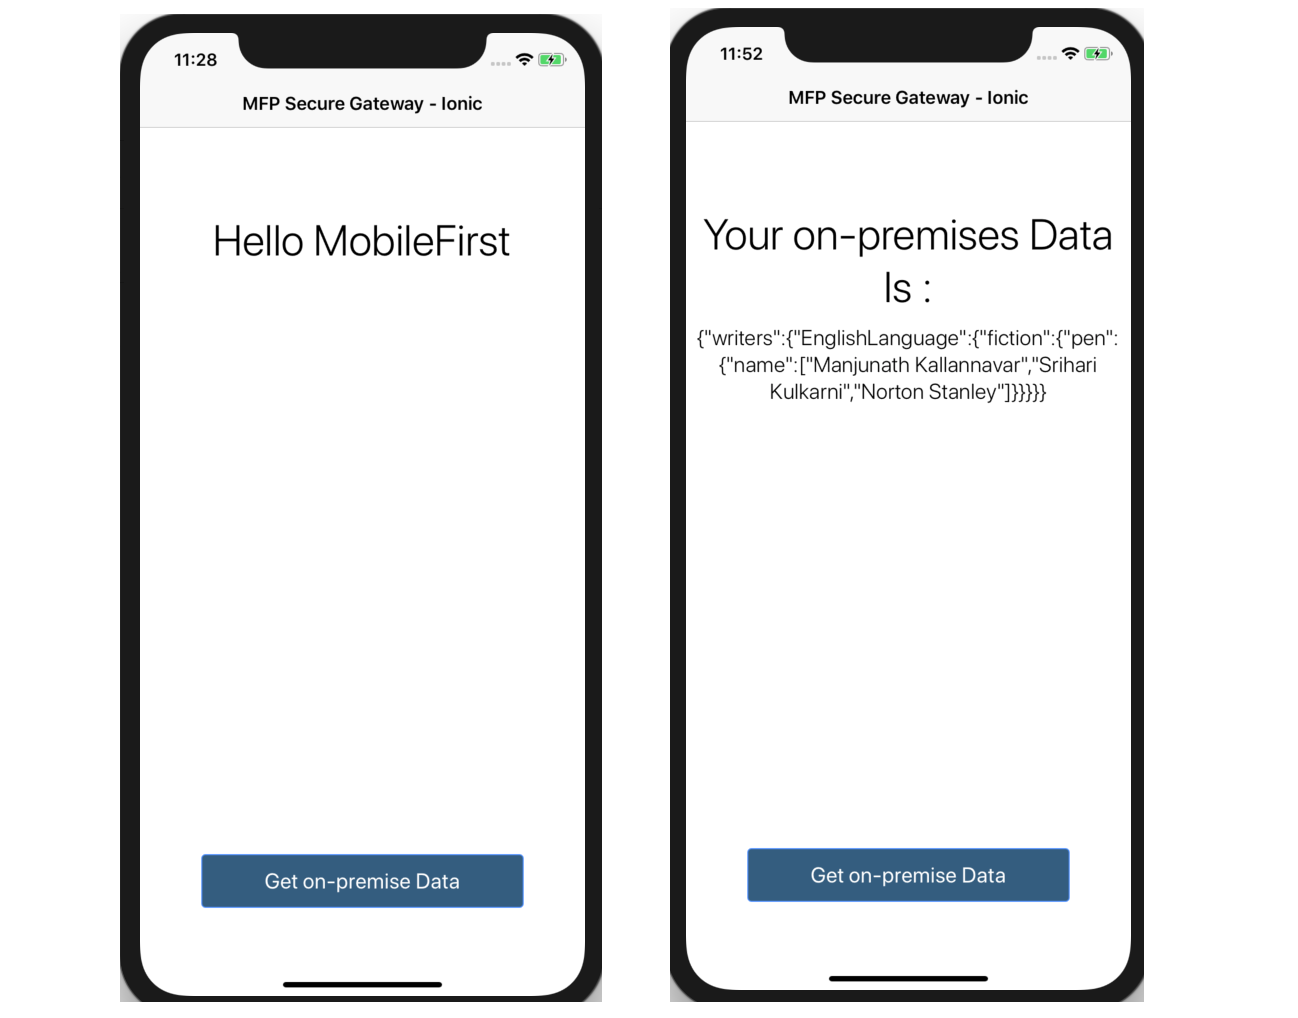 11:28
MFP Secure Gateway - Ionic
Hello MobileFirst
Get on-premise Data
11:52
MFP Secure Gateway - Ionic
Your on-premises Data
Is :
{"writers":{"EnglishLanguage":{"fiction":{"pen":
{"name":["Manjunath Kallannavar","Srihari
Kulkarni","Norton Stanley"]}}}}}
Get on-premise Data